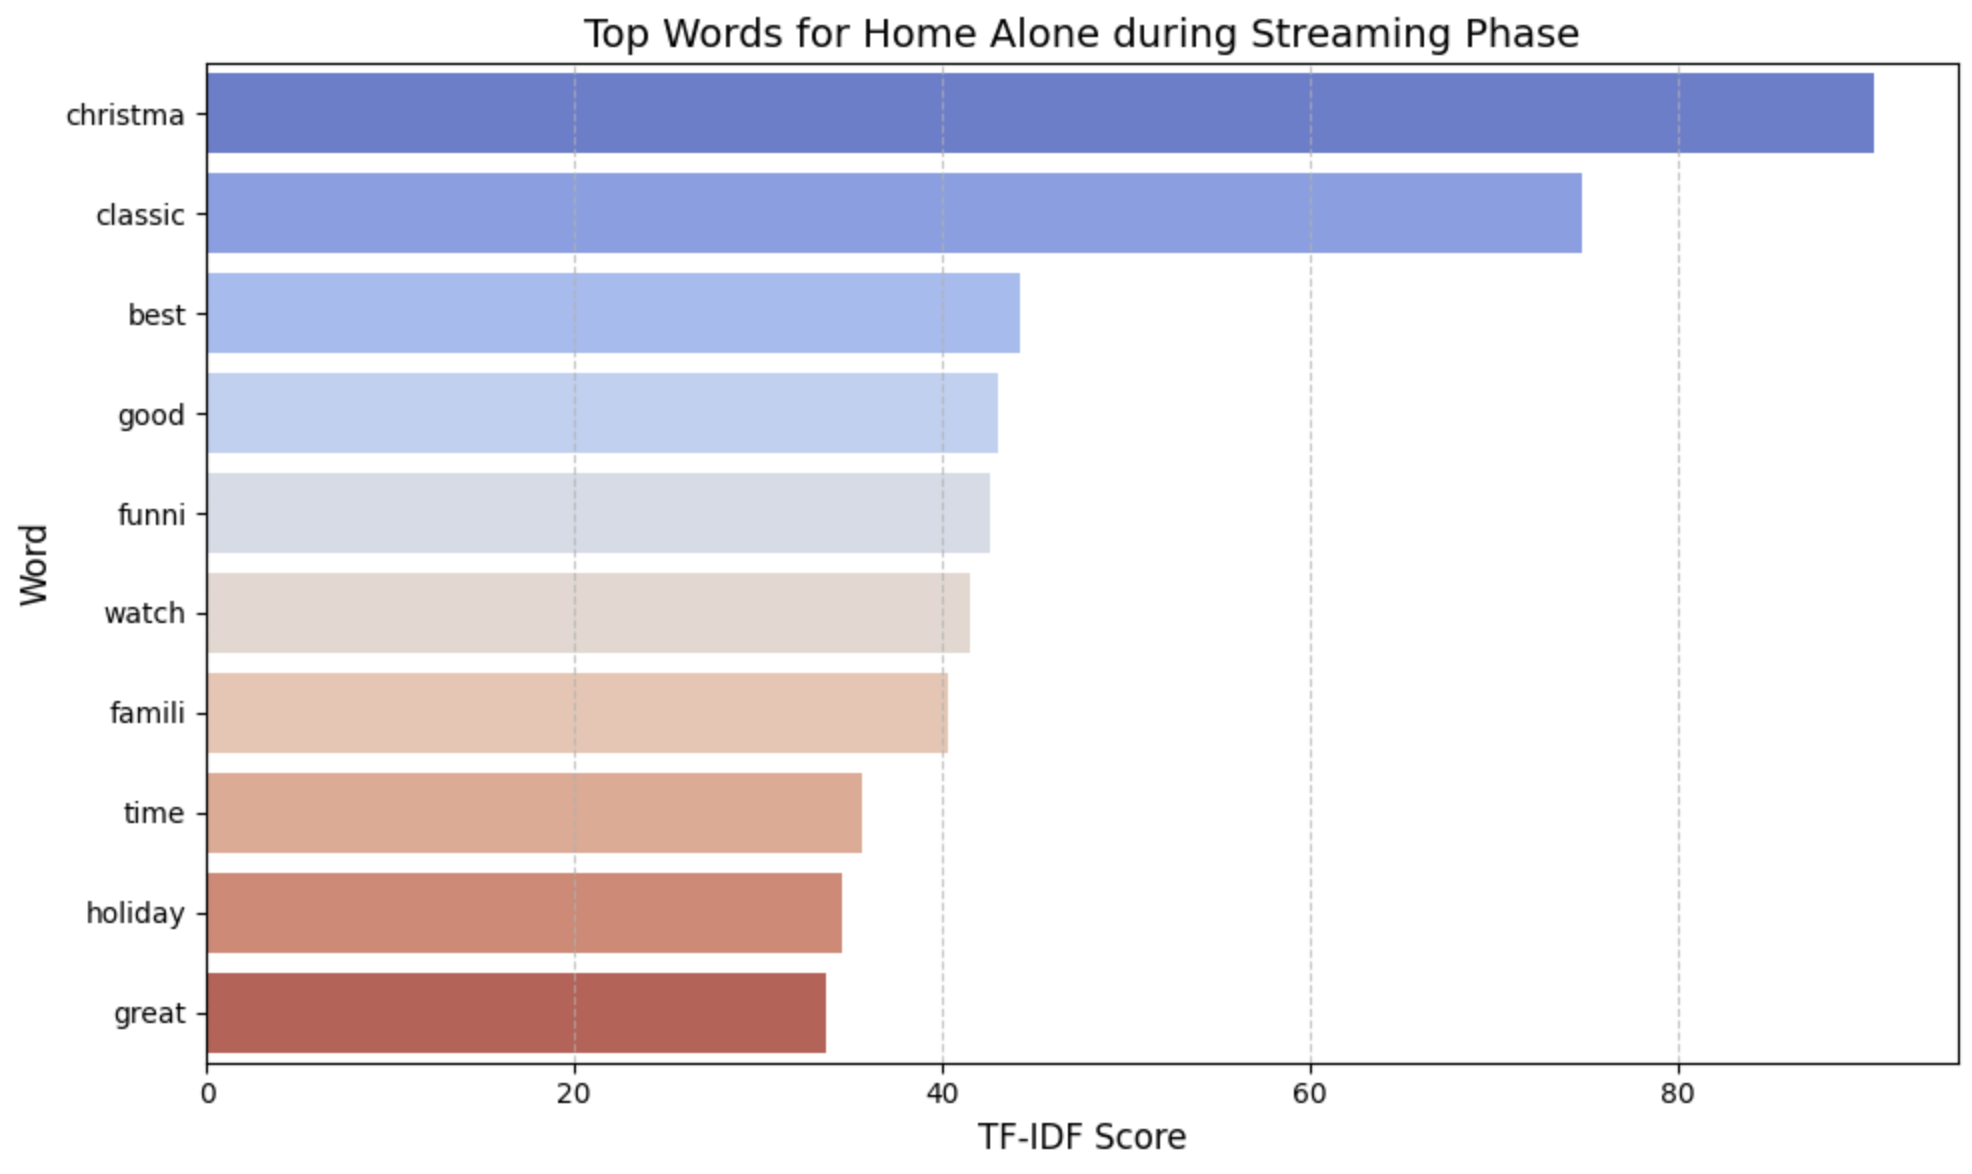 Top Words for Home Alone during Streaming Phase
christma
classic
best
good
funni
watch
famili
time
holiday
great
Word
0 20 40 60 80
TF-IDF Score